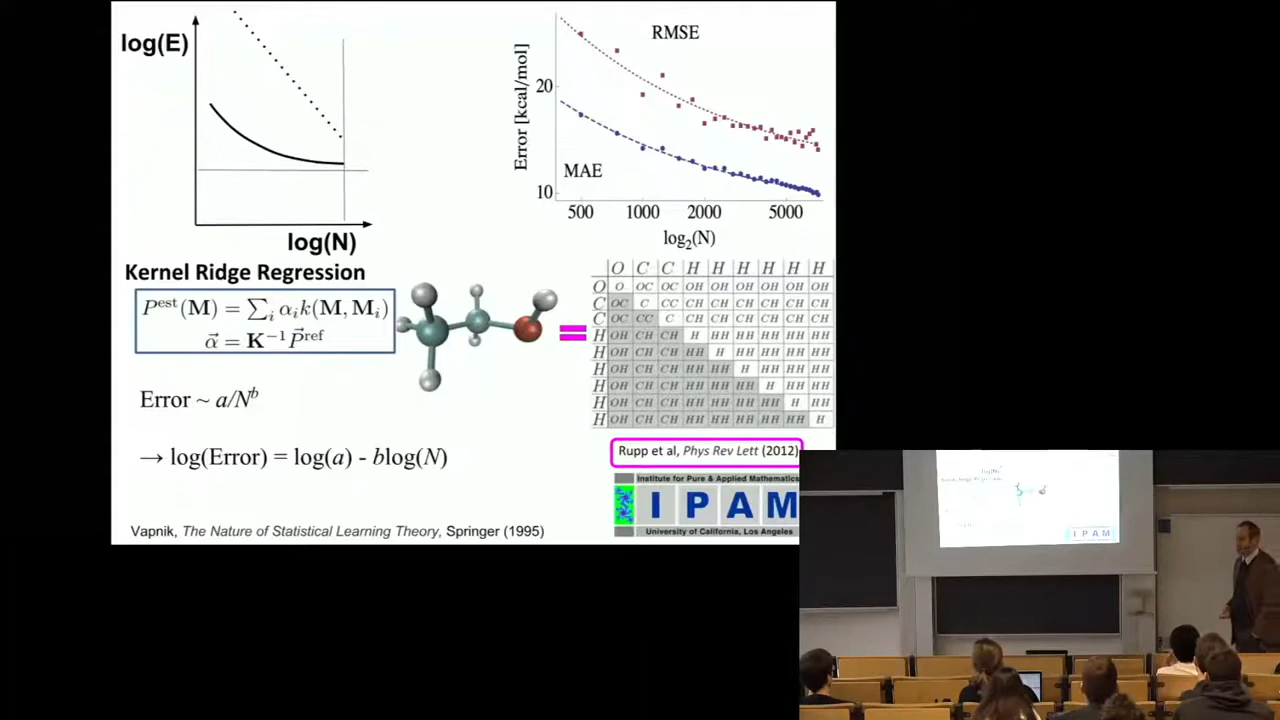 log(E)
log(N)
RMSE
MAE
Error [kcal/mol]
20
10
500 1000 2000 5000
log₂(N)
Kernel Ridge Regression
P^est(M) = ∑ᵢ αᵢk(M, Mᵢ)
α⃗ = K⁻¹P⃗^ref
Error ~ a/N^b
→ log(Error) = log(a) - blog(N)
=
O C C H H H H H H
O O OC OC OH OH OH OH OH OH
C OC C CC CH CH CH CH CH CH
C OC CC C CH CH CH CH CH CH
H OH CH CH H HH HH HH HH HH
H OH CH CH HH H HH HH HH HH
H OH CH CH HH HH H HH HH HH
H OH CH CH HH HH HH H HH HH
H OH CH CH HH HH HH HH H HH
H OH CH CH HH HH HH HH HH H
Rupp et al, Phys Rev Lett (2012)
Institute for Pure & Applied Mathematics
IPAM
University of California, Los Angeles
Vapnik, The Nature of Statistical Learning Theory, Springer (1995)
IPAM